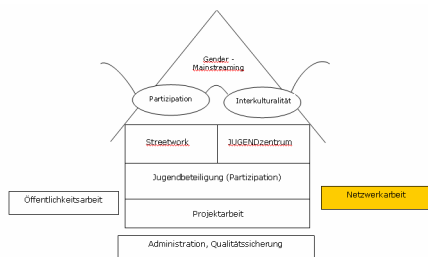 Gender -
Mainstreaming
Partizipation
Interkulturalität
Streetwork
JUGENDzentrum
Jugendbeteiligung (Partizipation)
Öffentlichkeitsarbeit
Netzwerkarbeit
Projektarbeit
Administration, Qualitätssicherung